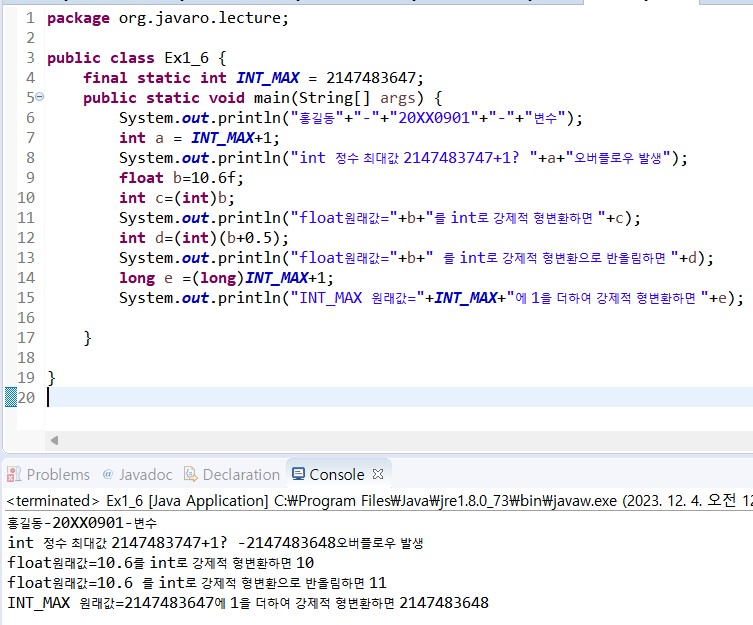 1 package org.javaro.lecture;
2
3 public class Ex1_6 {
4     final static int INT_MAX = 2147483647;
5     public static void main(String[] args) {
6         System.out.println("홍길동"+"-"+"20XX0901"+"-"+"변수");
7         int a = INT_MAX+1;
8         System.out.println("int 정수 최대값 2147483747+1? "+a+"오버플로우 발생");
9         float b=10.6f;
10         int c=(int)b;
11         System.out.println("float원래값="+b+"를 int로 강제적 형변환하면 "+c);
12         int d=(int)(b+0.5);
13         System.out.println("float원래값="+b+" 를 int로 강제적 형변환으로 반올림하면 "+d);
14         long e =(long)INT_MAX+1;
15         System.out.println("INT_MAX 원래값="+INT_MAX+"에 1을 더하여 강제적 형변환하면 "+e);
16
17     }
18
19 }
20
Problems @ Javadoc Declaration Console
<terminated> Ex1_6 [Java Application] C:₩Program Files₩Java₩jre1.8.0_73₩bin₩javaw.exe (2023. 12. 4. 오전 12
홍길동-20XX0901-변수
int 정수 최대값 2147483747+1? -2147483648오버플로우 발생
float원래값=10.6를 int로 강제적 형변환하면 10
float원래값=10.6 를 int로 강제적 형변환으로 반올림하면 11
INT_MAX 원래값=2147483647에 1을 더하여 강제적 형변환하면 2147483648